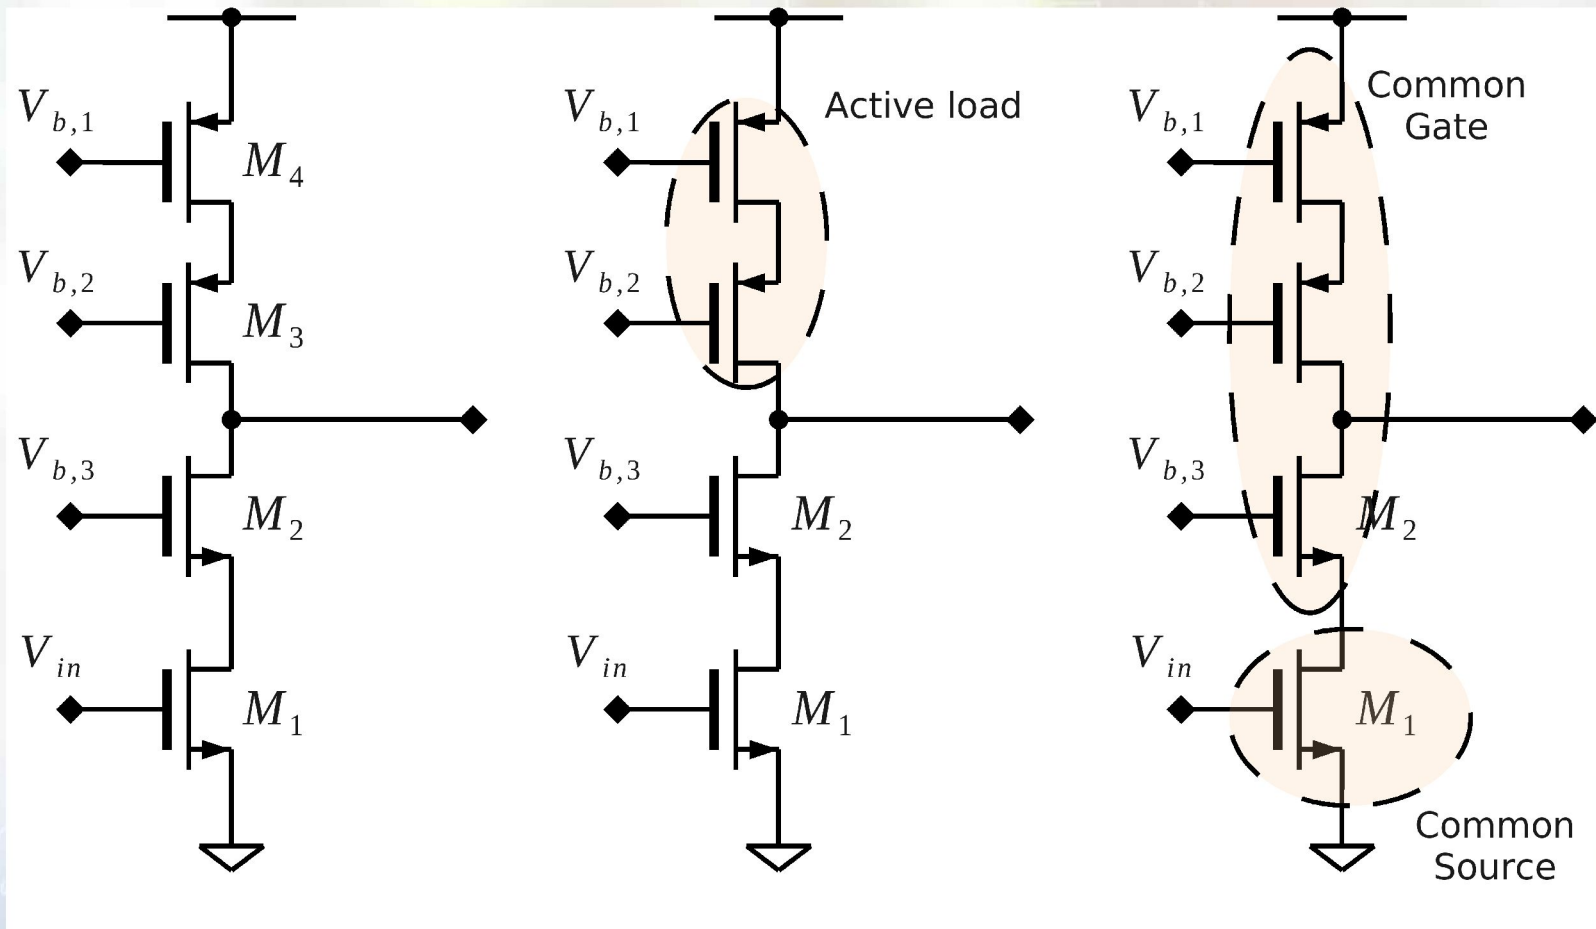 V b,1
M 4
V b,2
M 3
V b,3
M 2
V in
M 1
V b,1
Active load
V b,2
V b,3
M 2
V in
M 1
V b,1
Common
Gate
V b,2
V b,3
M 2
V in
M 1
Common
Source